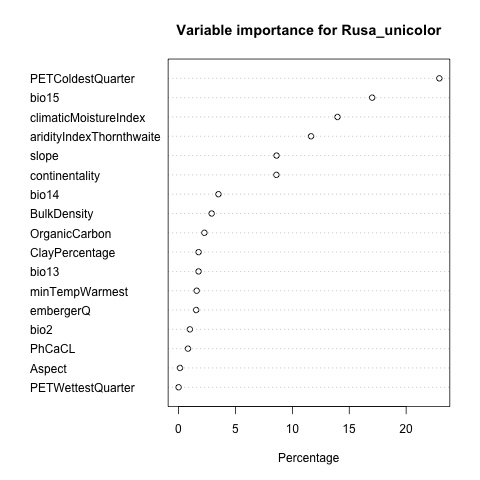 Variable importance for Rusa_unicolor
PETColdestQuarter
bio15
climaticMoistureIndex
aridityIndexThornthwaite
slope
continentality
bio14
BulkDensity
OrganicCarbon
ClayPercentage
bio13
minTempWarmest
embergerQ
bio2
PhCaCL
Aspect
PETWettestQuarter
0 5 10 15 20
Percentage